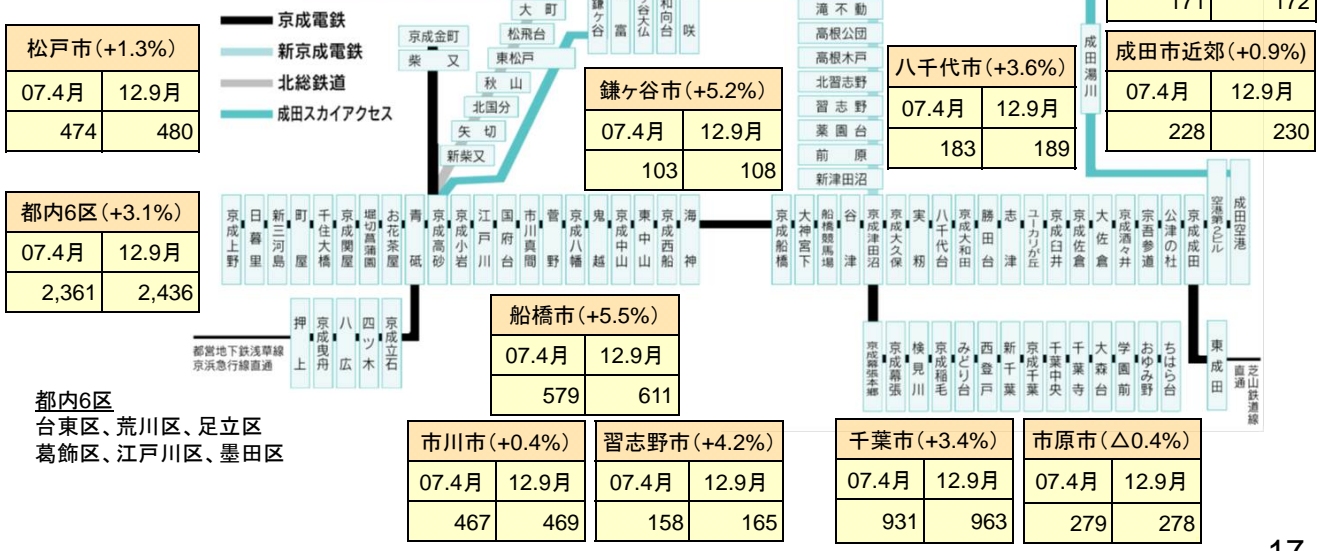 京成電鉄
新京成電鉄
北総鉄道
成田スカイアクセス
松戸市(+1.3%)
07.4月 12.9月
474 480
都内6区(+3.1%)
07.4月 12.9月
2,361 2,436
大町
松飛台
東松戸
秋山
北国分
矢切
新柴又
京成金町
柴又
鎌ヶ谷
富
谷大仏
和向台
咲
鎌ヶ谷市(+5.2%)
07.4月 12.9月
103 108
滝不動
高根公団
高根木戸
北習志野
習志野
薬園台
前原
新津田沼
八千代市(+3.6%)
07.4月 12.9月
183 189
成田湯川
171 172
成田市近郊(+0.9%)
07.4月 12.9月
228 230
京成上野
日暮里
新三河島
町屋
千住大橋
京成関屋
堀切菖蒲園
お花茶屋
青砥
京成高砂
京成小岩
江戸川
国府台
市川真間
菅野
京成八幡
鬼越
京成中山
東中山
京成西船
海神
京成船橋
大神宮下
船橋競馬場
谷津
京成津田沼
京成大久保
実籾
八千代台
京成大和田
勝田台
志津
ユーカリが丘
京成臼井
京成佐倉
大佐倉
京成酒々井
宗吾参道
公津の杜
京成成田
空港第2ビル
成田空港
都営地下鉄浅草線
京浜急行線直通
押上
京成曳舟
八広
四ツ木
京成立石
船橋市(+5.5%)
07.4月 12.9月
579 611
京成幕張本郷
京成幕張
検見川
京成稲毛
みどり台
西登戸
新千葉
京成千葉
千葉中央
千葉寺
大森台
学園前
おゆみ野
ちはら台
東成田
芝山鉄道線
直通
都内6区
台東区、荒川区、足立区
葛飾区、江戸川区、墨田区
市川市(+0.4%)
07.4月 12.9月
467 469
習志野市(+4.2%)
07.4月 12.9月
158 165
千葉市(+3.4%)
07.4月 12.9月
931 963
市原市(△0.4%)
07.4月 12.9月
279 278
17